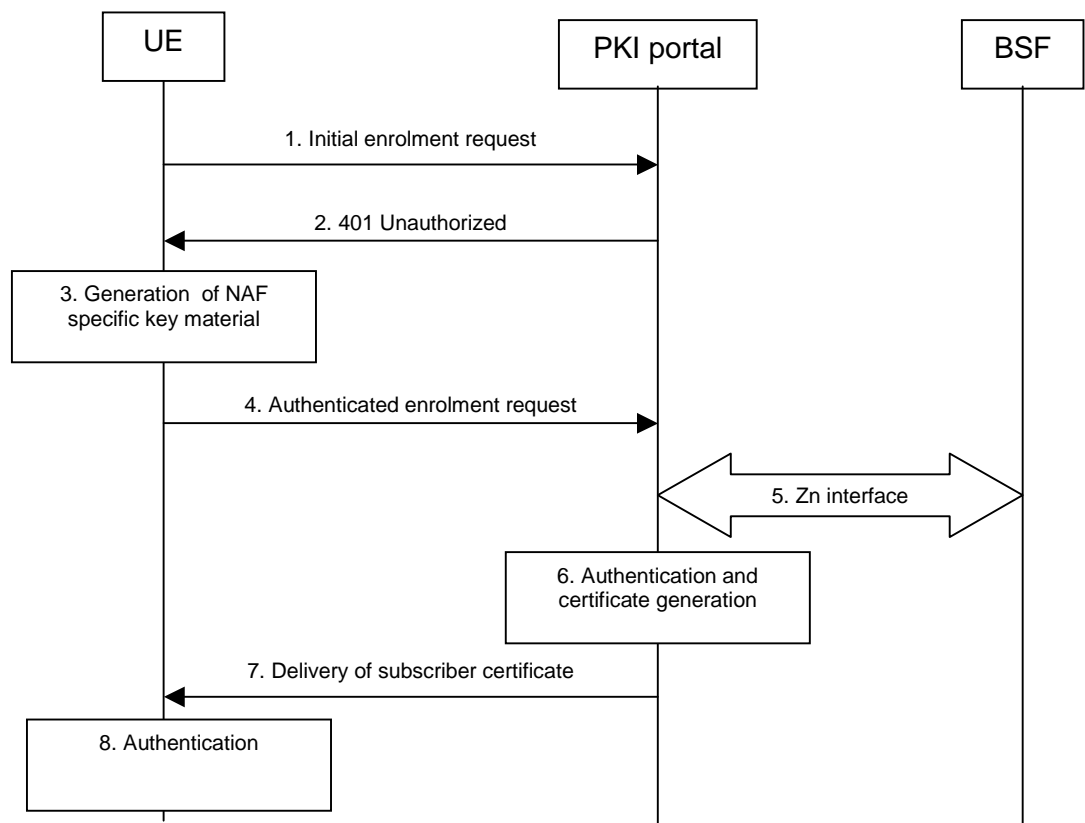 UE
PKI portal
BSF
1. Initial enrolment request
2. 401 Unauthorized
3. Generation of NAF
specific key material
4. Authenticated enrolment request
5. Zn interface
6. Authentication and
certificate generation
7. Delivery of subscriber certificate
8. Authentication